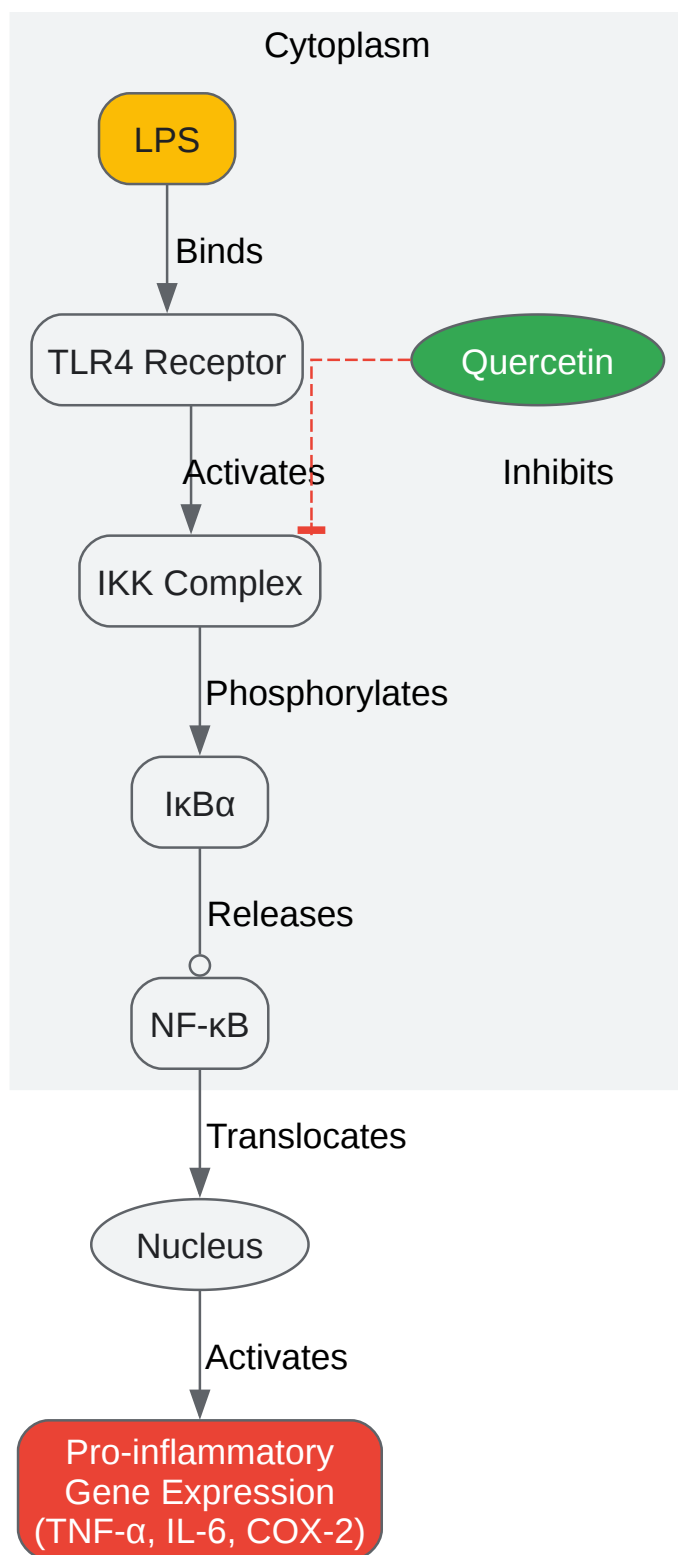 Cytoplasm
LPS
Binds
TLR4 Receptor
Quercetin
Activates
Inhibits
IKK Complex
Phosphorylates
IκBα
Releases
NF-κB
Translocates
Nucleus
Activates
Pro-inflammatory
Gene Expression
(TNF-α, IL-6, COX-2)